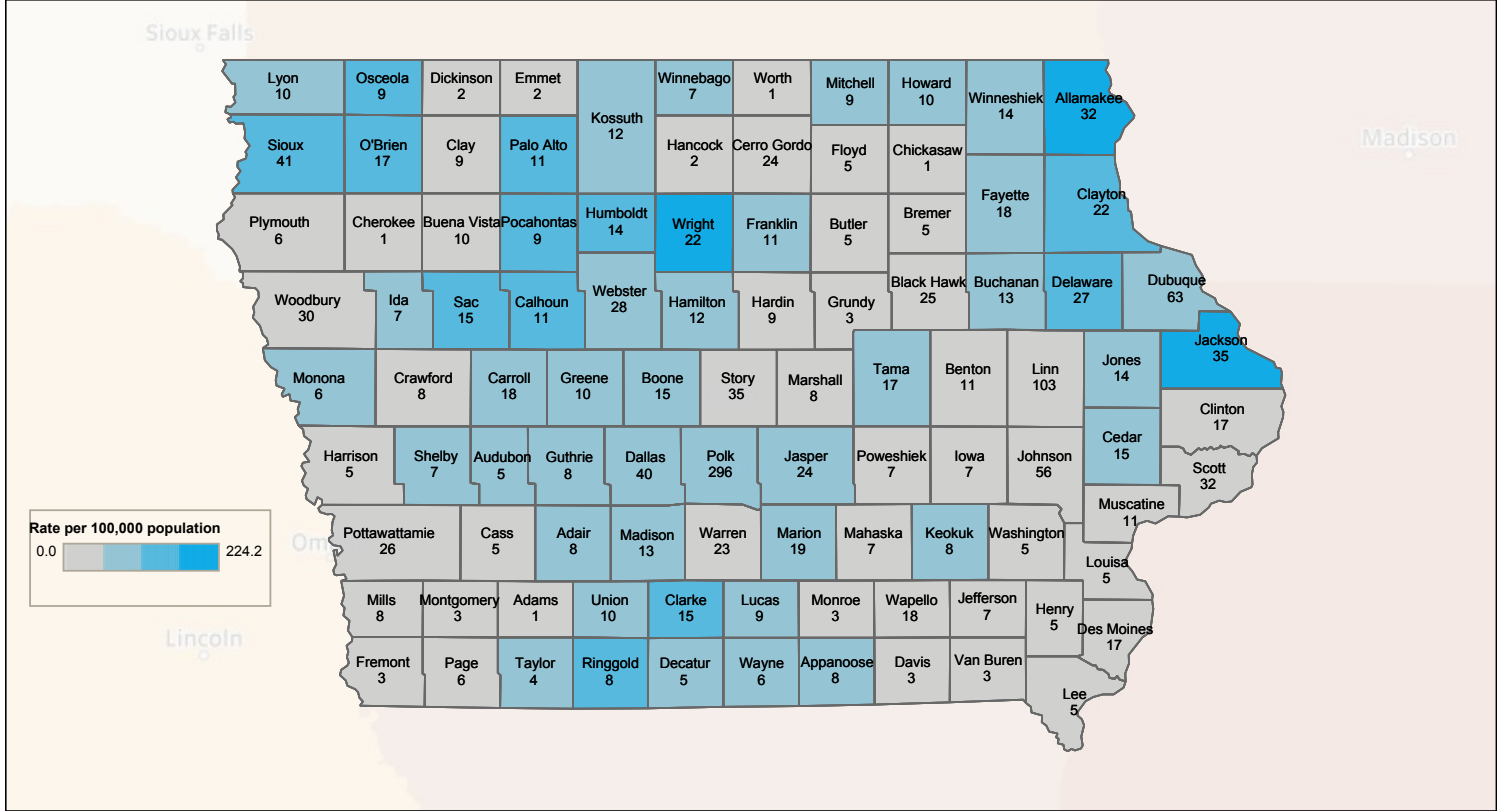 Sioux Falls
Lyon
10
Osceola
9
Dickinson
2
Emmet
2
Kossuth
12
Winnebago
7
Worth
1
Mitchell
9
Howard
10
Winneshiek
14
Allamakee
32
Madison
Sioux
41
O'Brien
17
Clay
9
Palo Alto
11
Hancock
2
Cerro Gordo
24
Floyd
5
Chickasaw
1
Fayette
18
Clayton
22
Plymouth
6
Cherokee
1
Buena Vista
10
Pocahontas
9
Humboldt
14
Wright
22
Franklin
11
Butler
5
Bremer
5
Woodbury
30
Ida
7
Sac
15
Calhoun
11
Webster
28
Hamilton
12
Hardin
9
Grundy
3
Black Hawk
25
Buchanan
13
Delaware
27
Dubuque
63
Jackson
35
Monona
6
Crawford
8
Carroll
18
Greene
10
Boone
15
Story
35
Marshall
8
Tama
17
Benton
11
Linn
103
Jones
14
Clinton
17
Harrison
5
Shelby
7
Audubon
5
Guthrie
8
Dallas
40
Polk
296
Jasper
24
Poweshiek
7
Iowa
7
Johnson
56
Cedar
15
Scott
32
Muscatine
11
Rate per 100,000 population
0.0
224.2
Om
Pottawattamie
26
Cass
5
Adair
8
Madison
13
Warren
23
Marion
19
Mahaska
7
Keokuk
8
Washington
5
Louisa
5
Mills
8
Montgomery
3
Adams
1
Union
10
Clarke
15
Lucas
9
Monroe
3
Wapello
18
Jefferson
7
Henry
5
Des Moines
17
Lincoln
Fremont
3
Page
6
Taylor
4
Ringgold
8
Decatur
5
Wayne
6
Appanoose
8
Davis
3
Van Buren
3
Lee
5